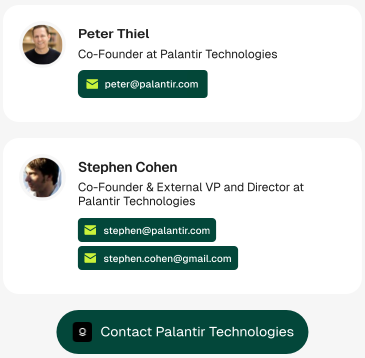 Peter Thiel
Co-Founder at Palantir Technologies
peter@palantir.com
Stephen Cohen
Co-Founder & External VP and Director at
Palantir Technologies
stephen@palantir.com
stephen.cohen@gmail.com
Contact Palantir Technologies